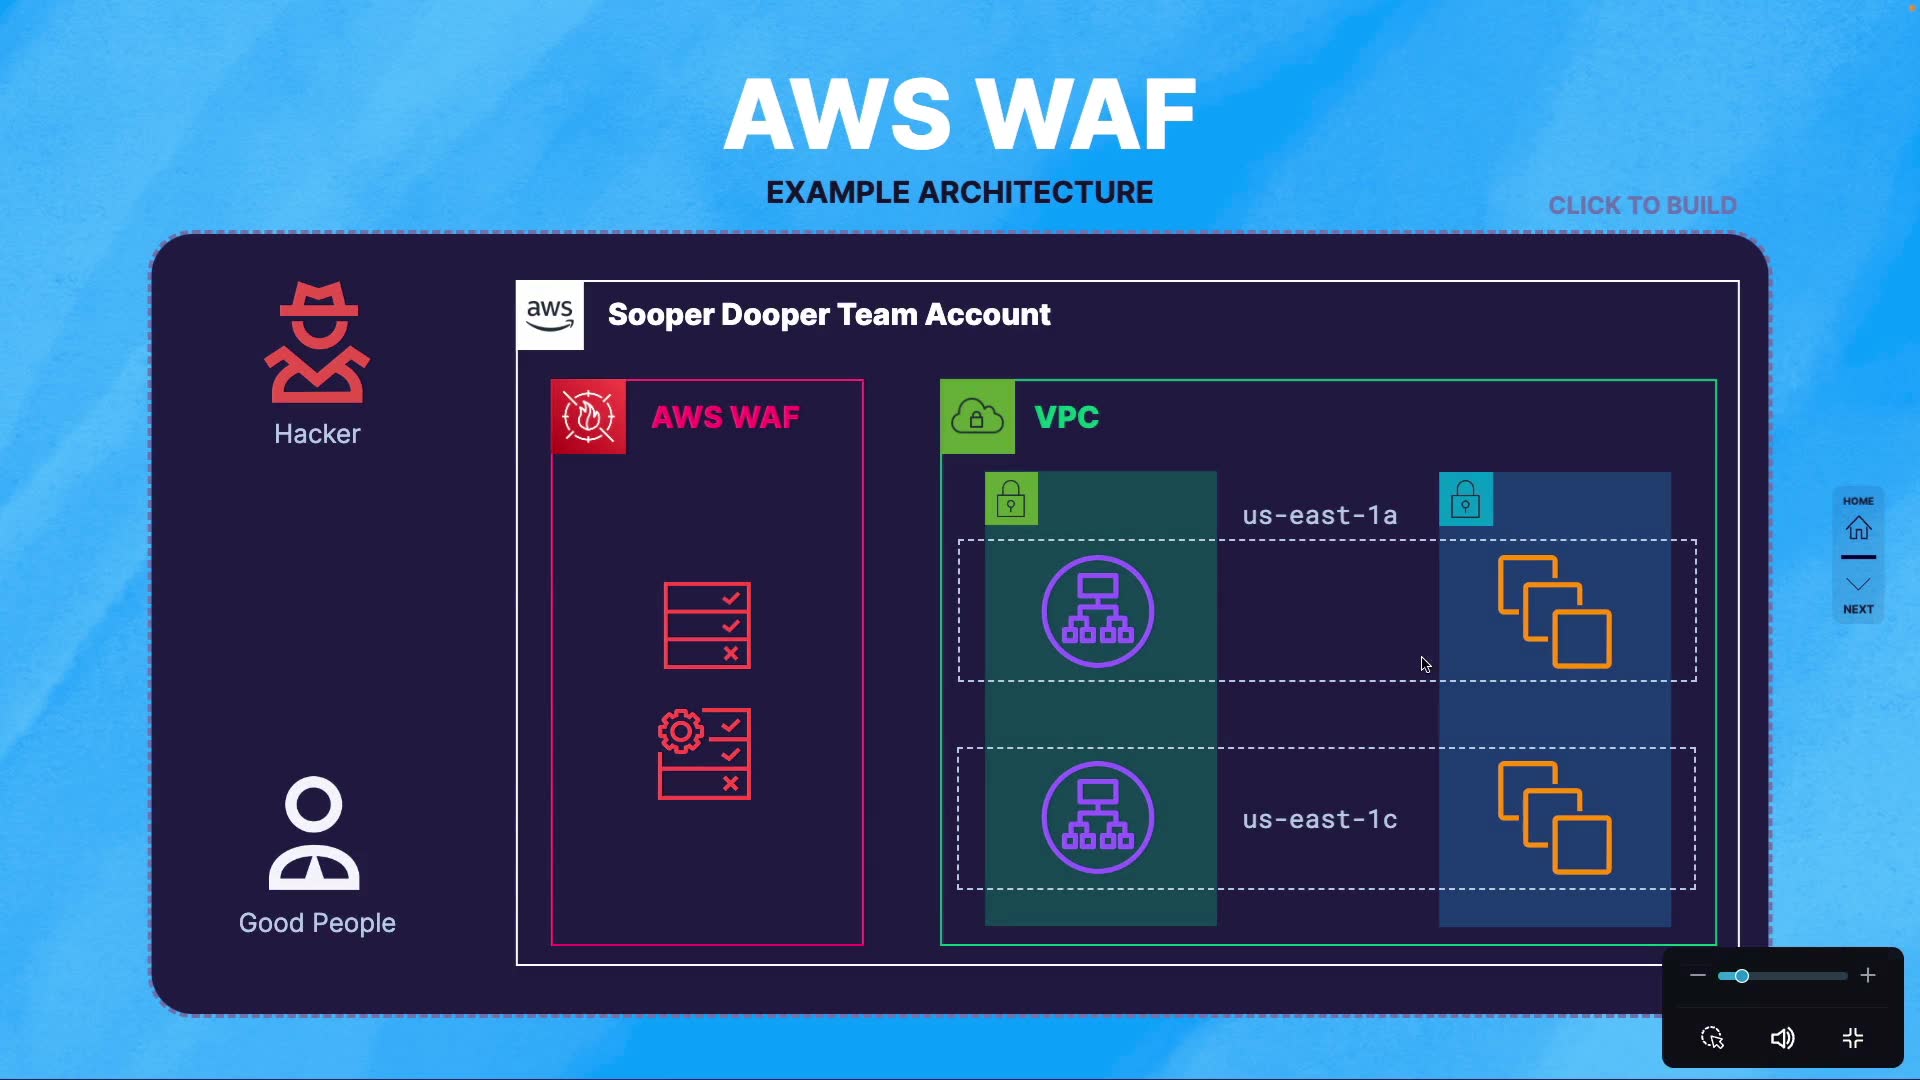 AWS WAF
EXAMPLE ARCHITECTURE
CLICK TO BUILD
aws
Sooper Dooper Team Account
Hacker
AWS WAF
VPC
us-east-1a
HOME
NEXT
us-east-1c
Good People